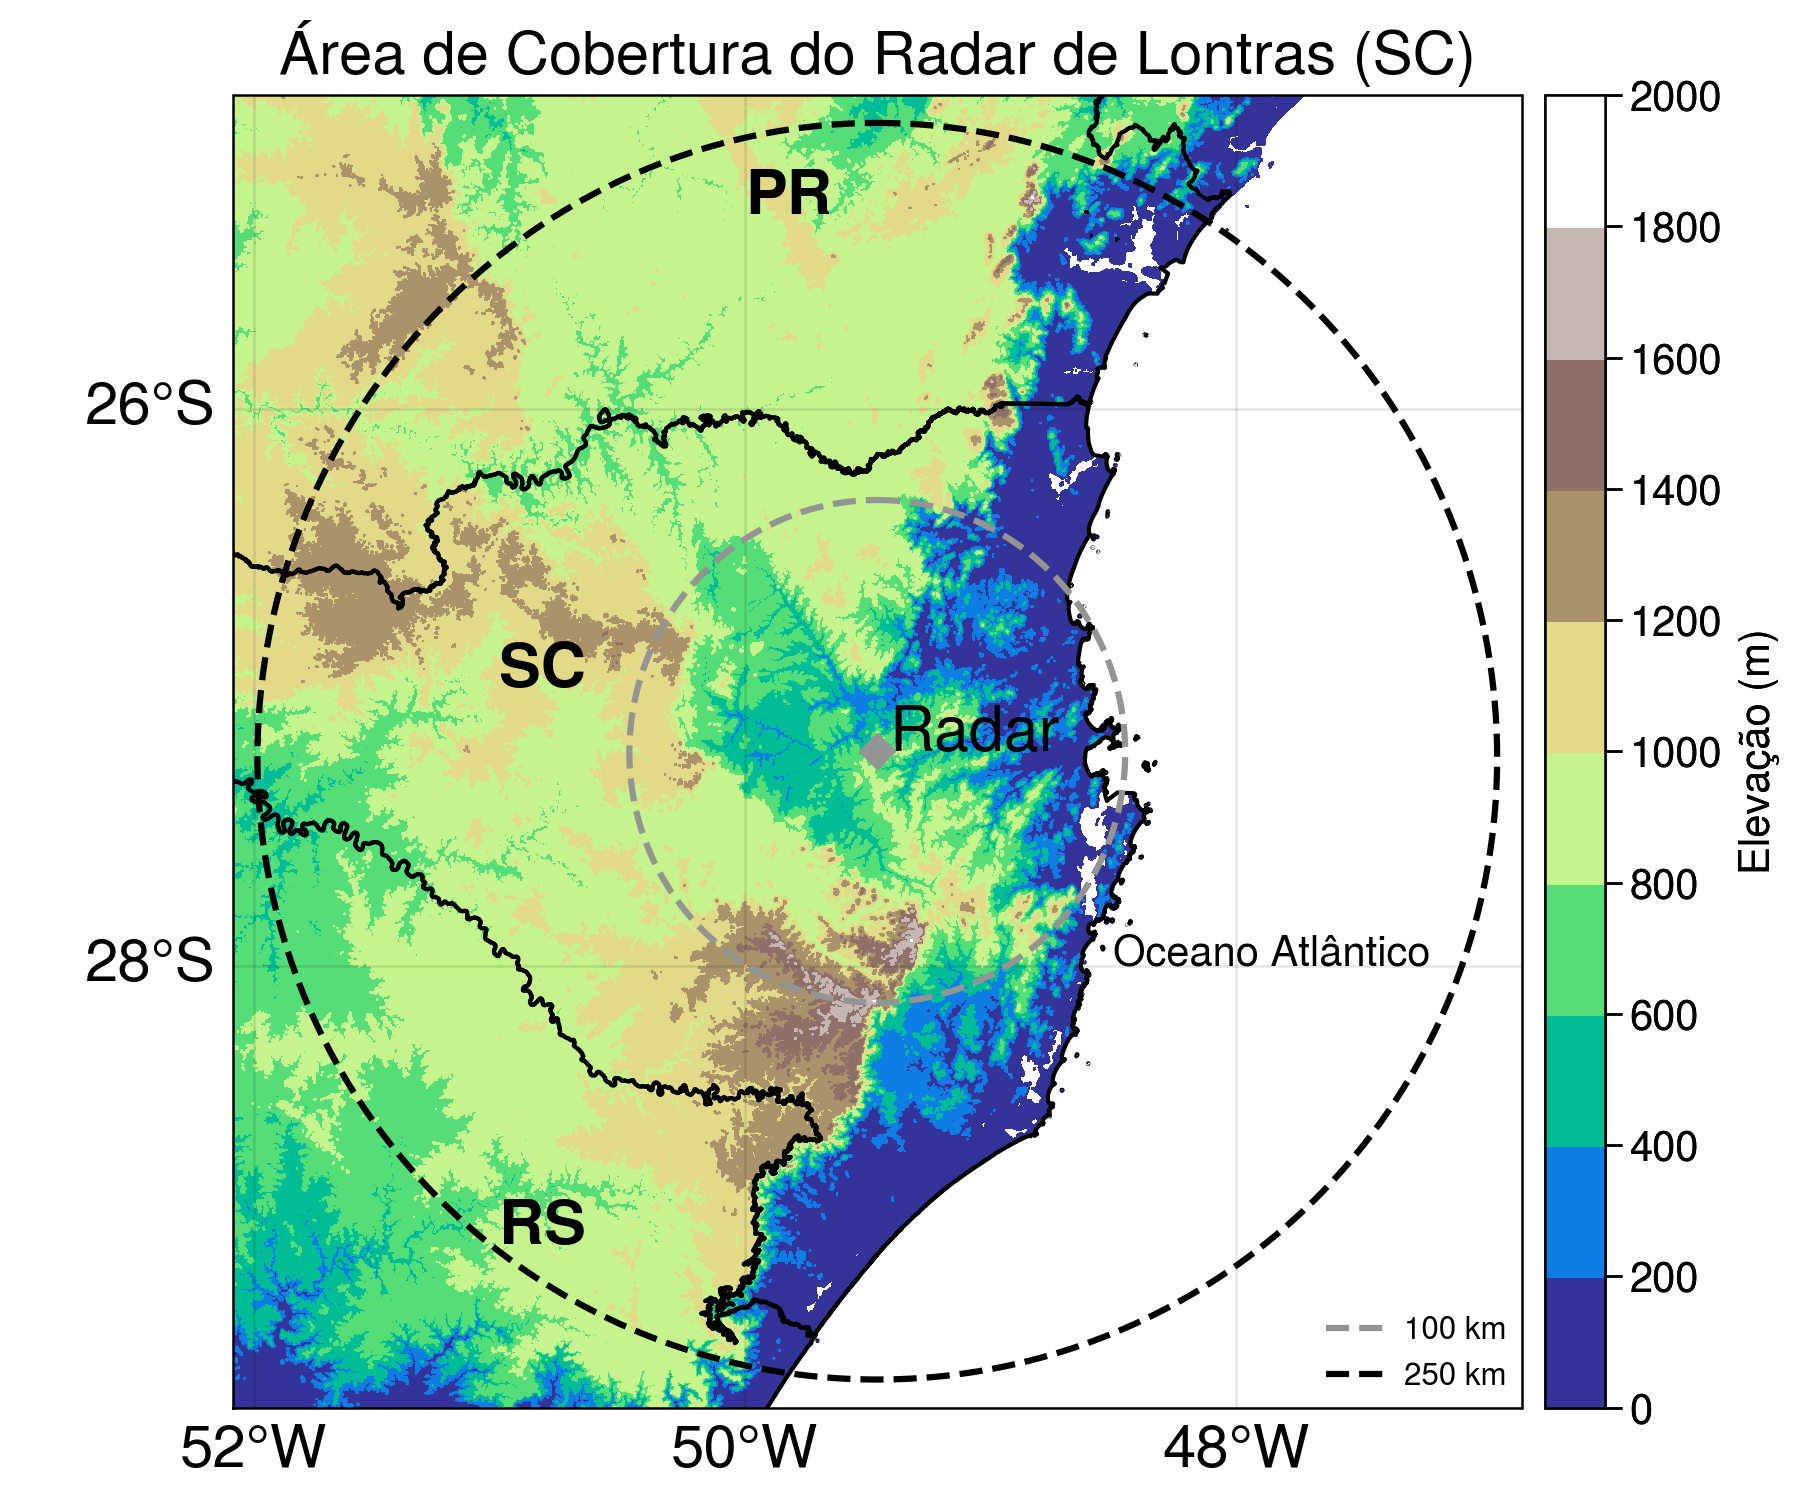 Área de Cobertura do Radar de Lontras (SC)
PR
SC
RS
Radar
Oceano Atlântico
100 km
250 km
26°S
28°S
52°W
50°W
48°W
2000
1800
1600
1400
1200
1000
800
600
400
200
0
Elevação (m)